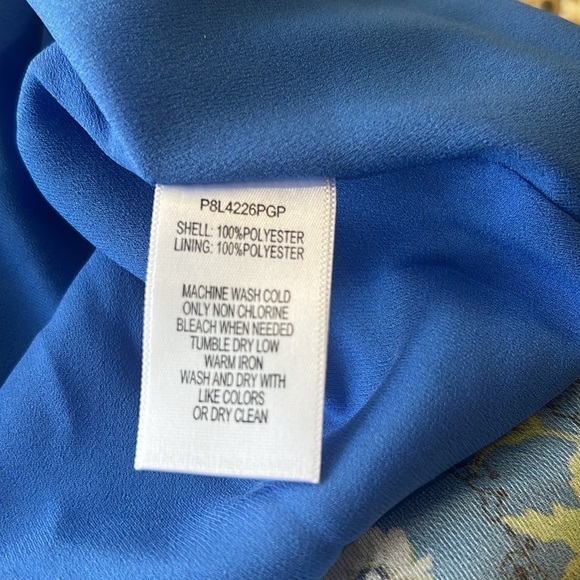 P8L4226PGP
SHELL: 100%POLYESTER
LINING: 100%POLYESTER
MACHINE WASH COLD
ONLY NON CHLORINE
BLEACH WHEN NEEDED
TUMBLE DRY LOW
WARM IRON
WASH AND DRY WITH
LIKE COLORS
OR DRY CLEAN